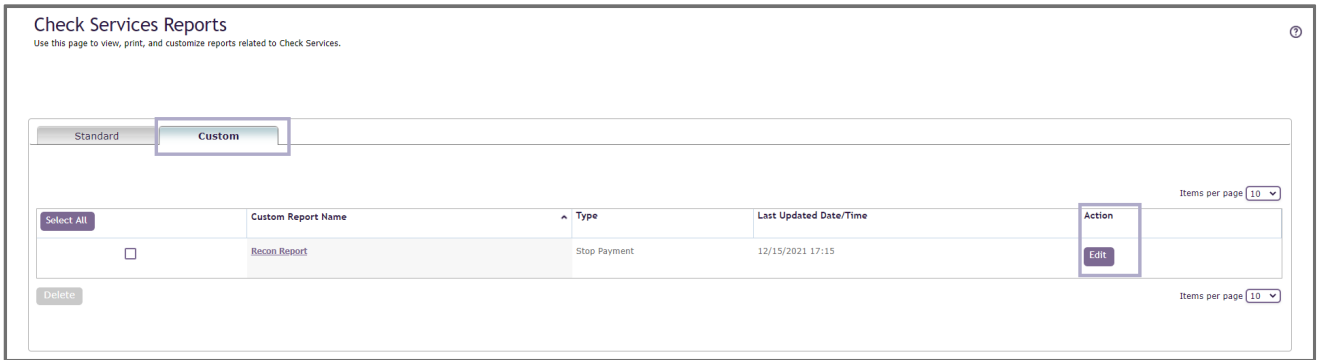 Check Services Reports
Use this page to view, print, and customize reports related to Check Services.
Standard
Custom
Items per page 10
Select All
Custom Report Name
Type
Last Updated Date/Time
Action
Recon Report
Stop Payment
12/15/2021 17:15
Edit
Delete
Items per page 10